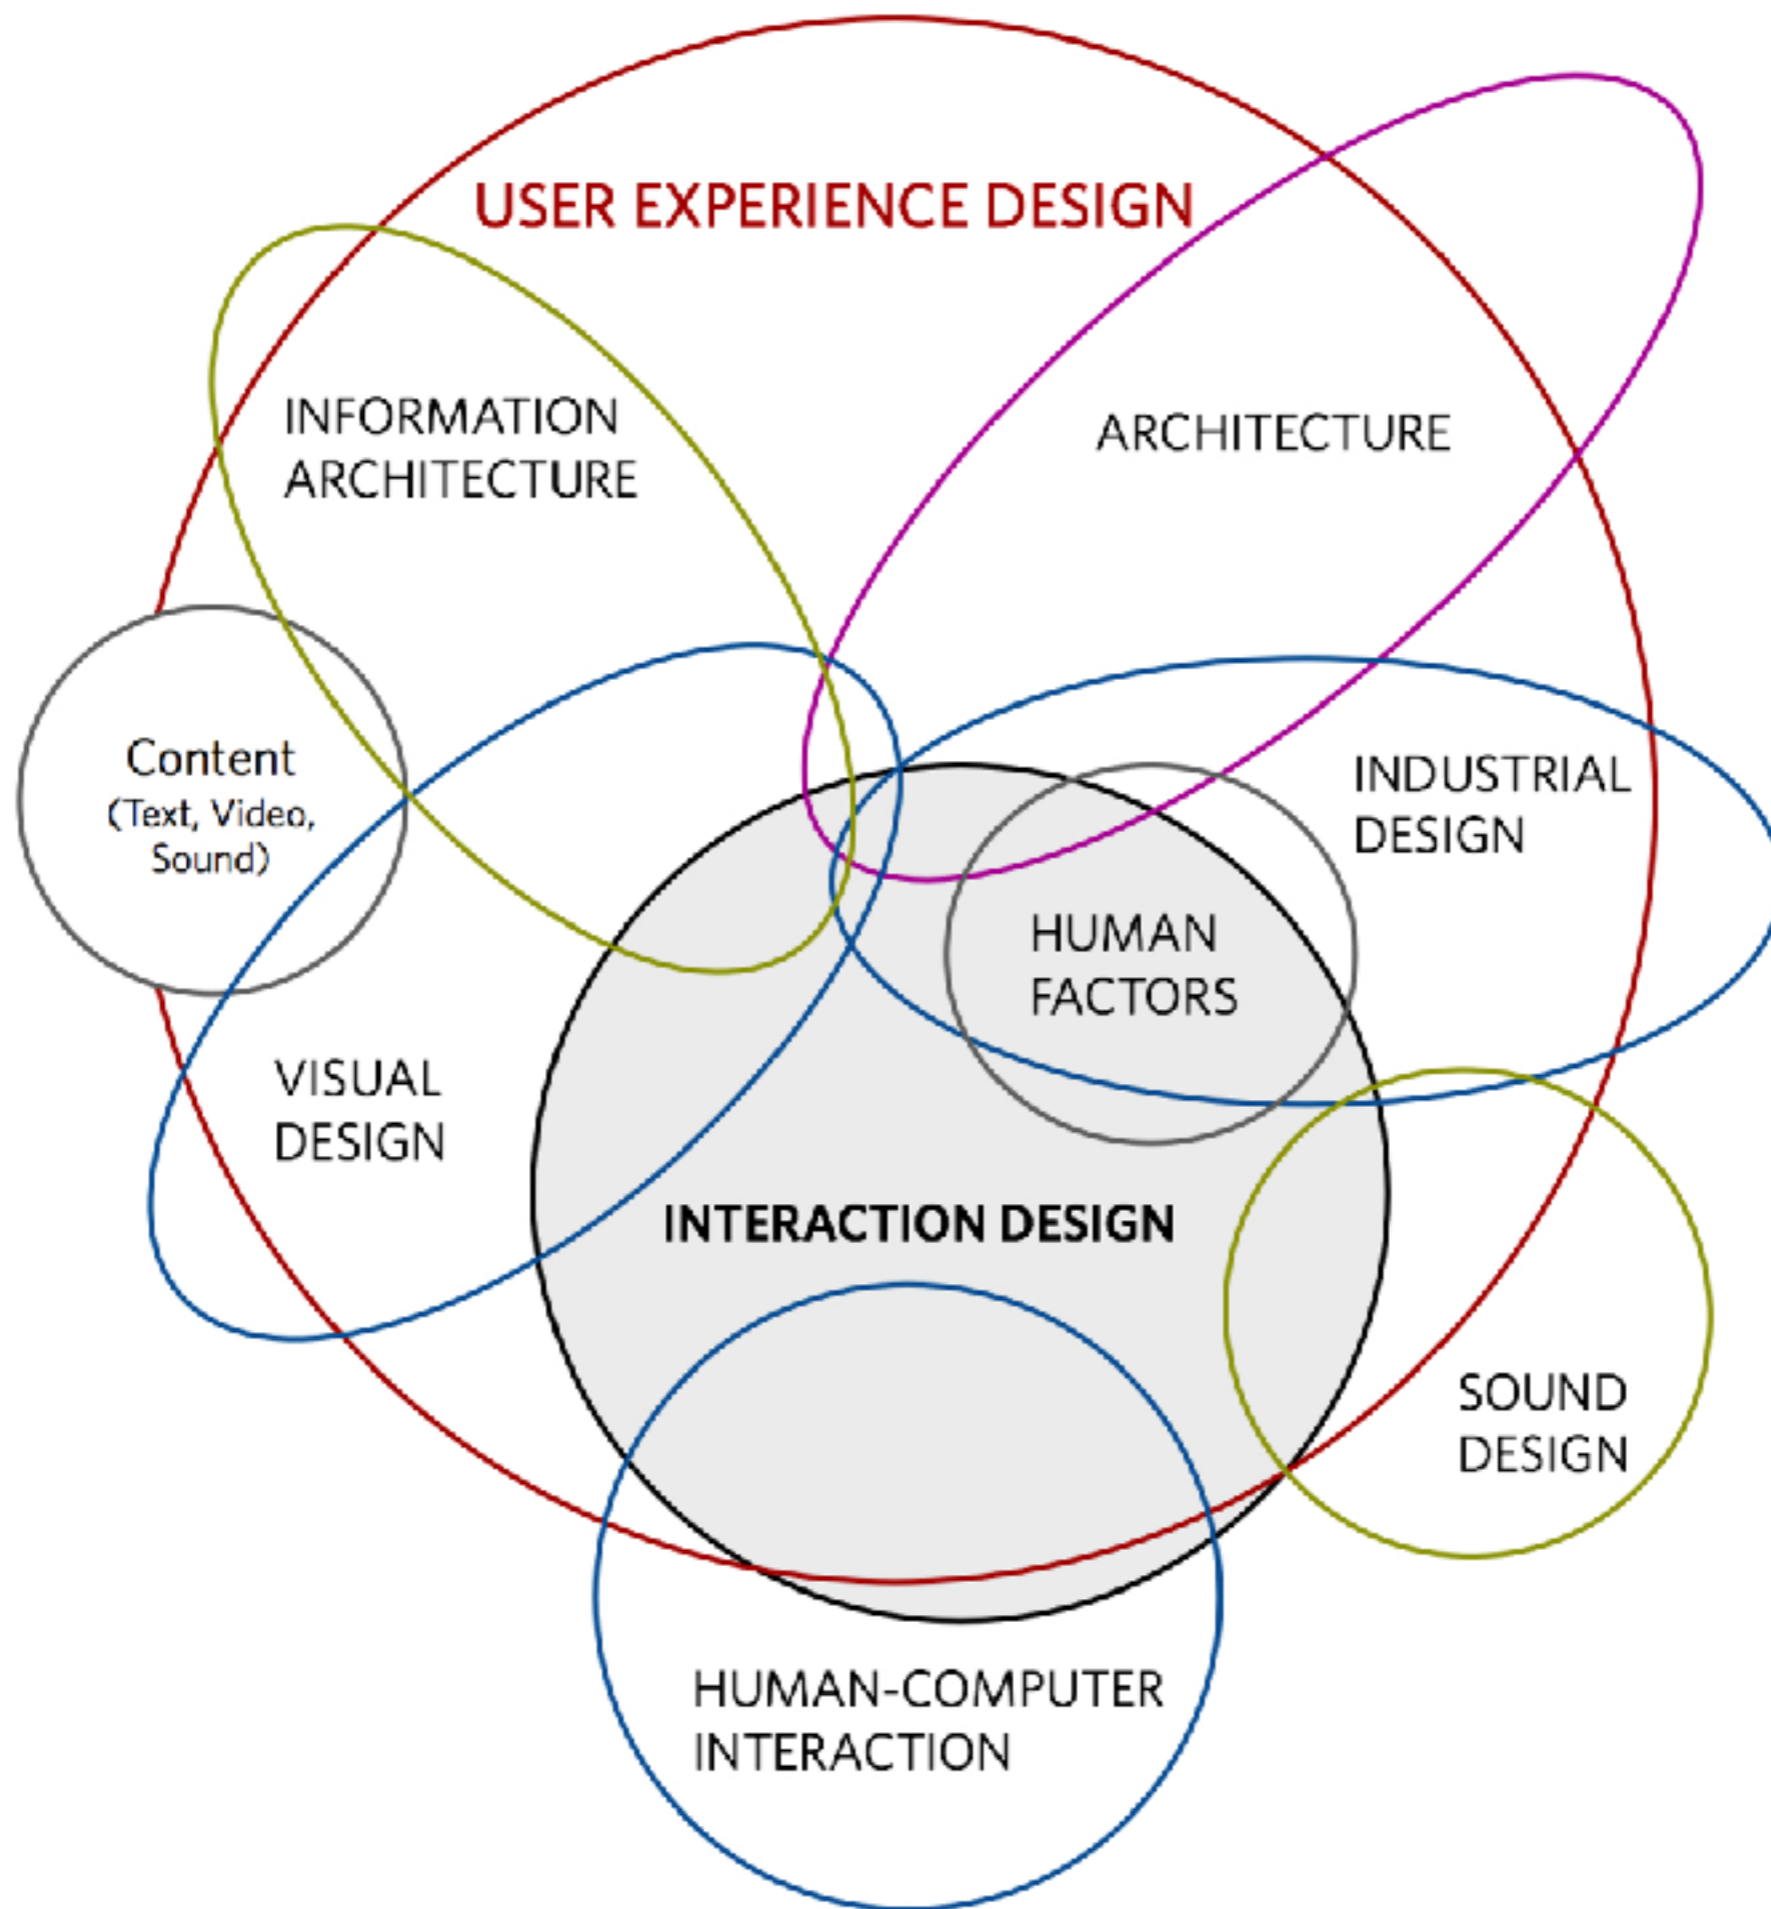 USER EXPERIENCE DESIGN
INFORMATION
ARCHITECTURE
ARCHITECTURE
Content
(Text, Video,
Sound)
INDUSTRIAL
DESIGN
HUMAN
FACTORS
VISUAL
DESIGN
INTERACTION DESIGN
SOUND
DESIGN
HUMAN-COMPUTER
INTERACTION